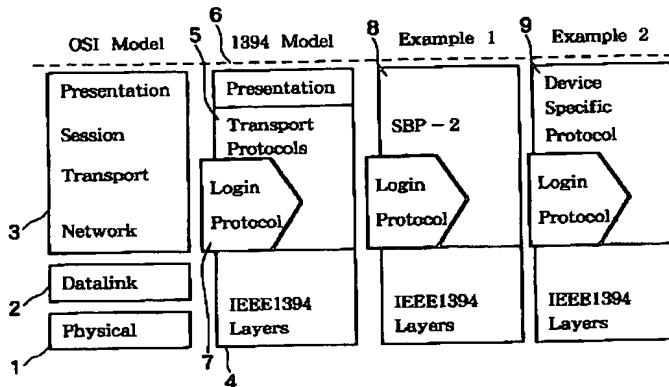 OSI Model
5
6
1394 Model
8
Example 1
9
Example 2
Presentation
Session
Transport
Network
3
Datalink
2
Physical
1
Presentation
Transport
Protocols
Login
Protocol
IEEE1394
Layers
7
4
SBP-2
Login
Protocol
IEEE1394
Layers
Device
Specific
Protocol
Login
Protocol
IEEE1394
Layers